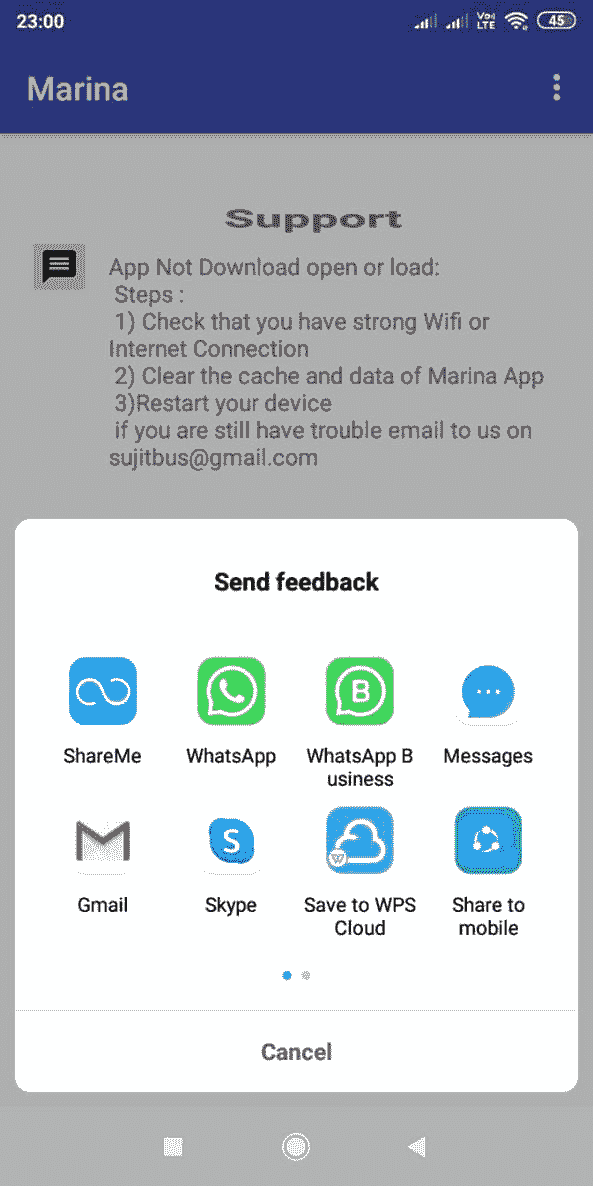 23:00
Vo)) LTE
45
Marina
Support
App Not Download open or load:
Steps :
1) Check that you have strong Wifi or
Internet Connection
2) Clear the cache and data of Marina App
3)Restart your device
if you are still have trouble email to us on
sujitbus@gmail.com
Send feedback
ShareMe
WhatsApp
WhatsApp B
usiness
Messages
Gmail
Skype
Save to WPS
Cloud
Share to
mobile
Cancel